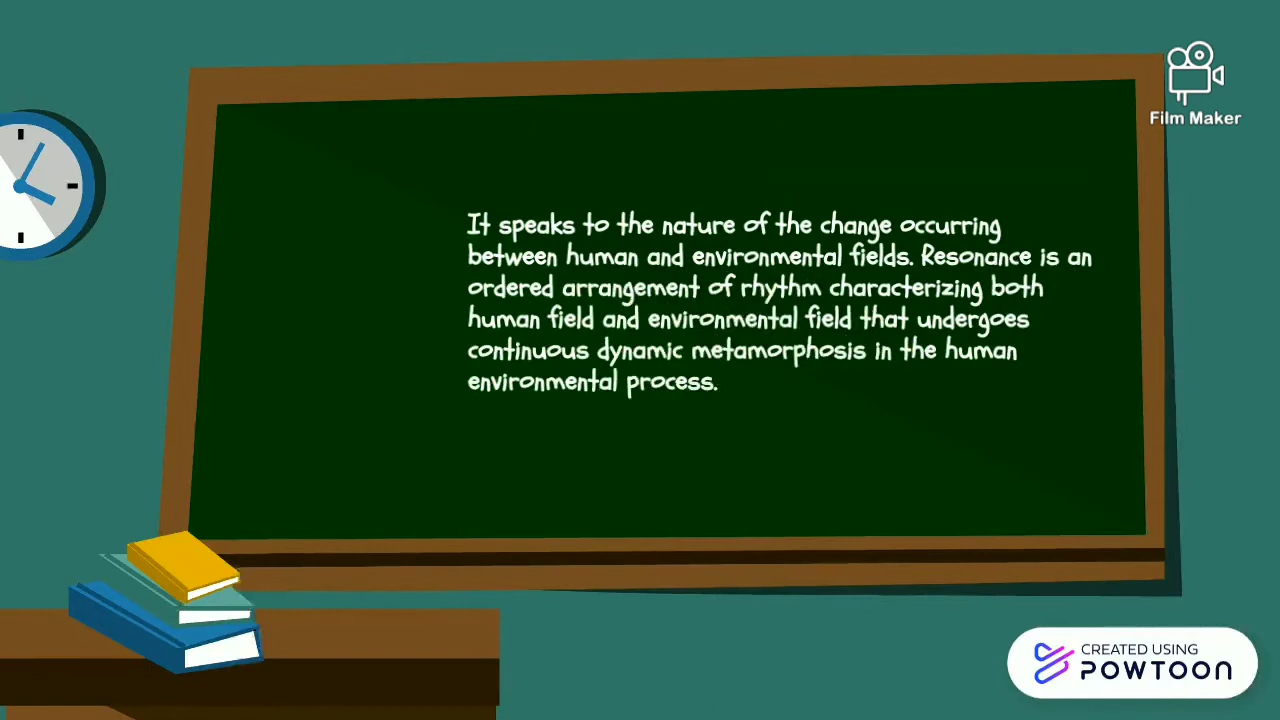 Film Maker
It speaks to the nature of the change occurring
between human and environmental fields. Resonance is an
ordered arrangement of rhythm characterizing both
human field and environmental field that undergoes
continuous dynamic metamorphosis in the human
environmental process.
CREATED USING
POWTOON